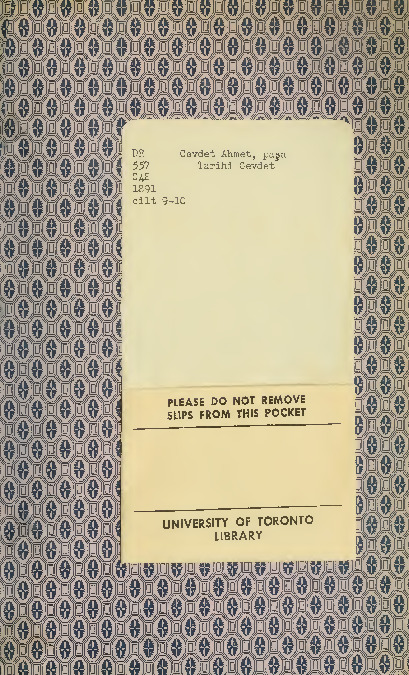 DR Cevdet Ahmet, paşa
557 Tarihi Cevdet
C4E
1891
cilt 9-10
PLEASE DO NOT REMOVE
SLIPS FROM THIS POCKET
UNIVERSITY OF TORONTO
LIBRARY